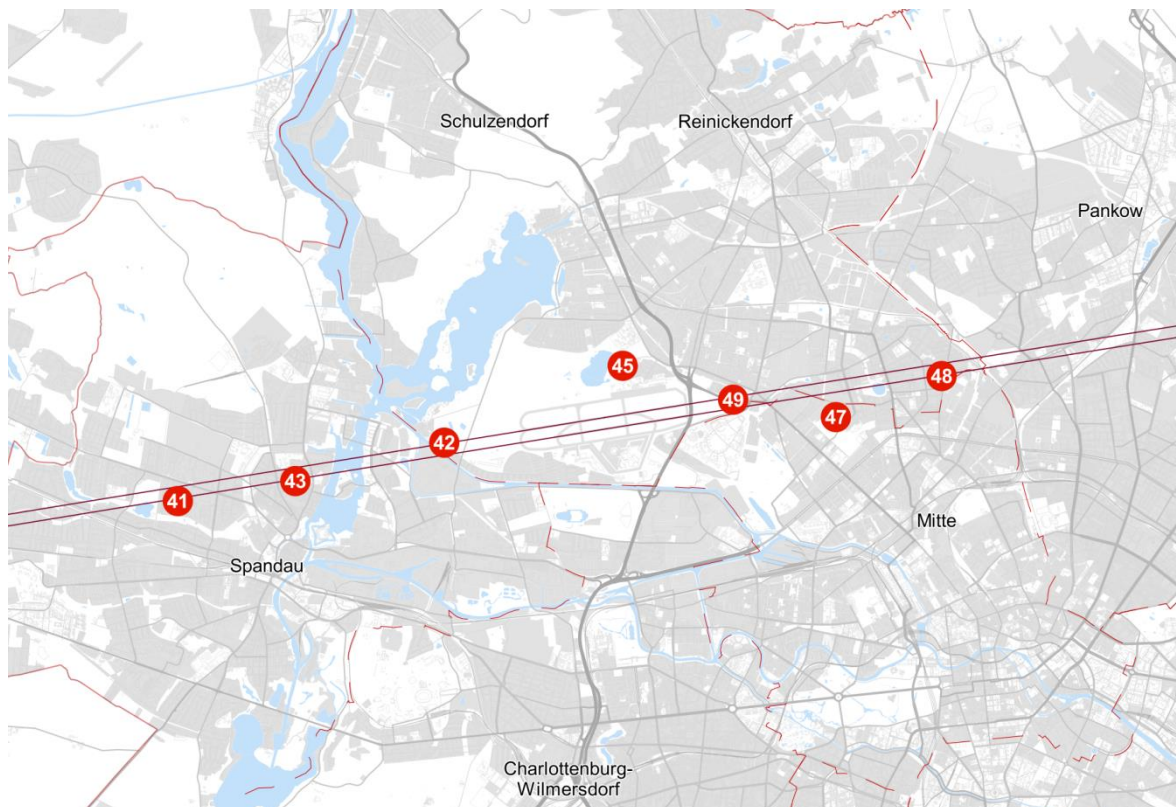 Schulzendorf
Reinickendorf
Pankow
45
49
48
47
42
43
41
Mitte
Spandau
Charlottenburg-
Wilmersdorf